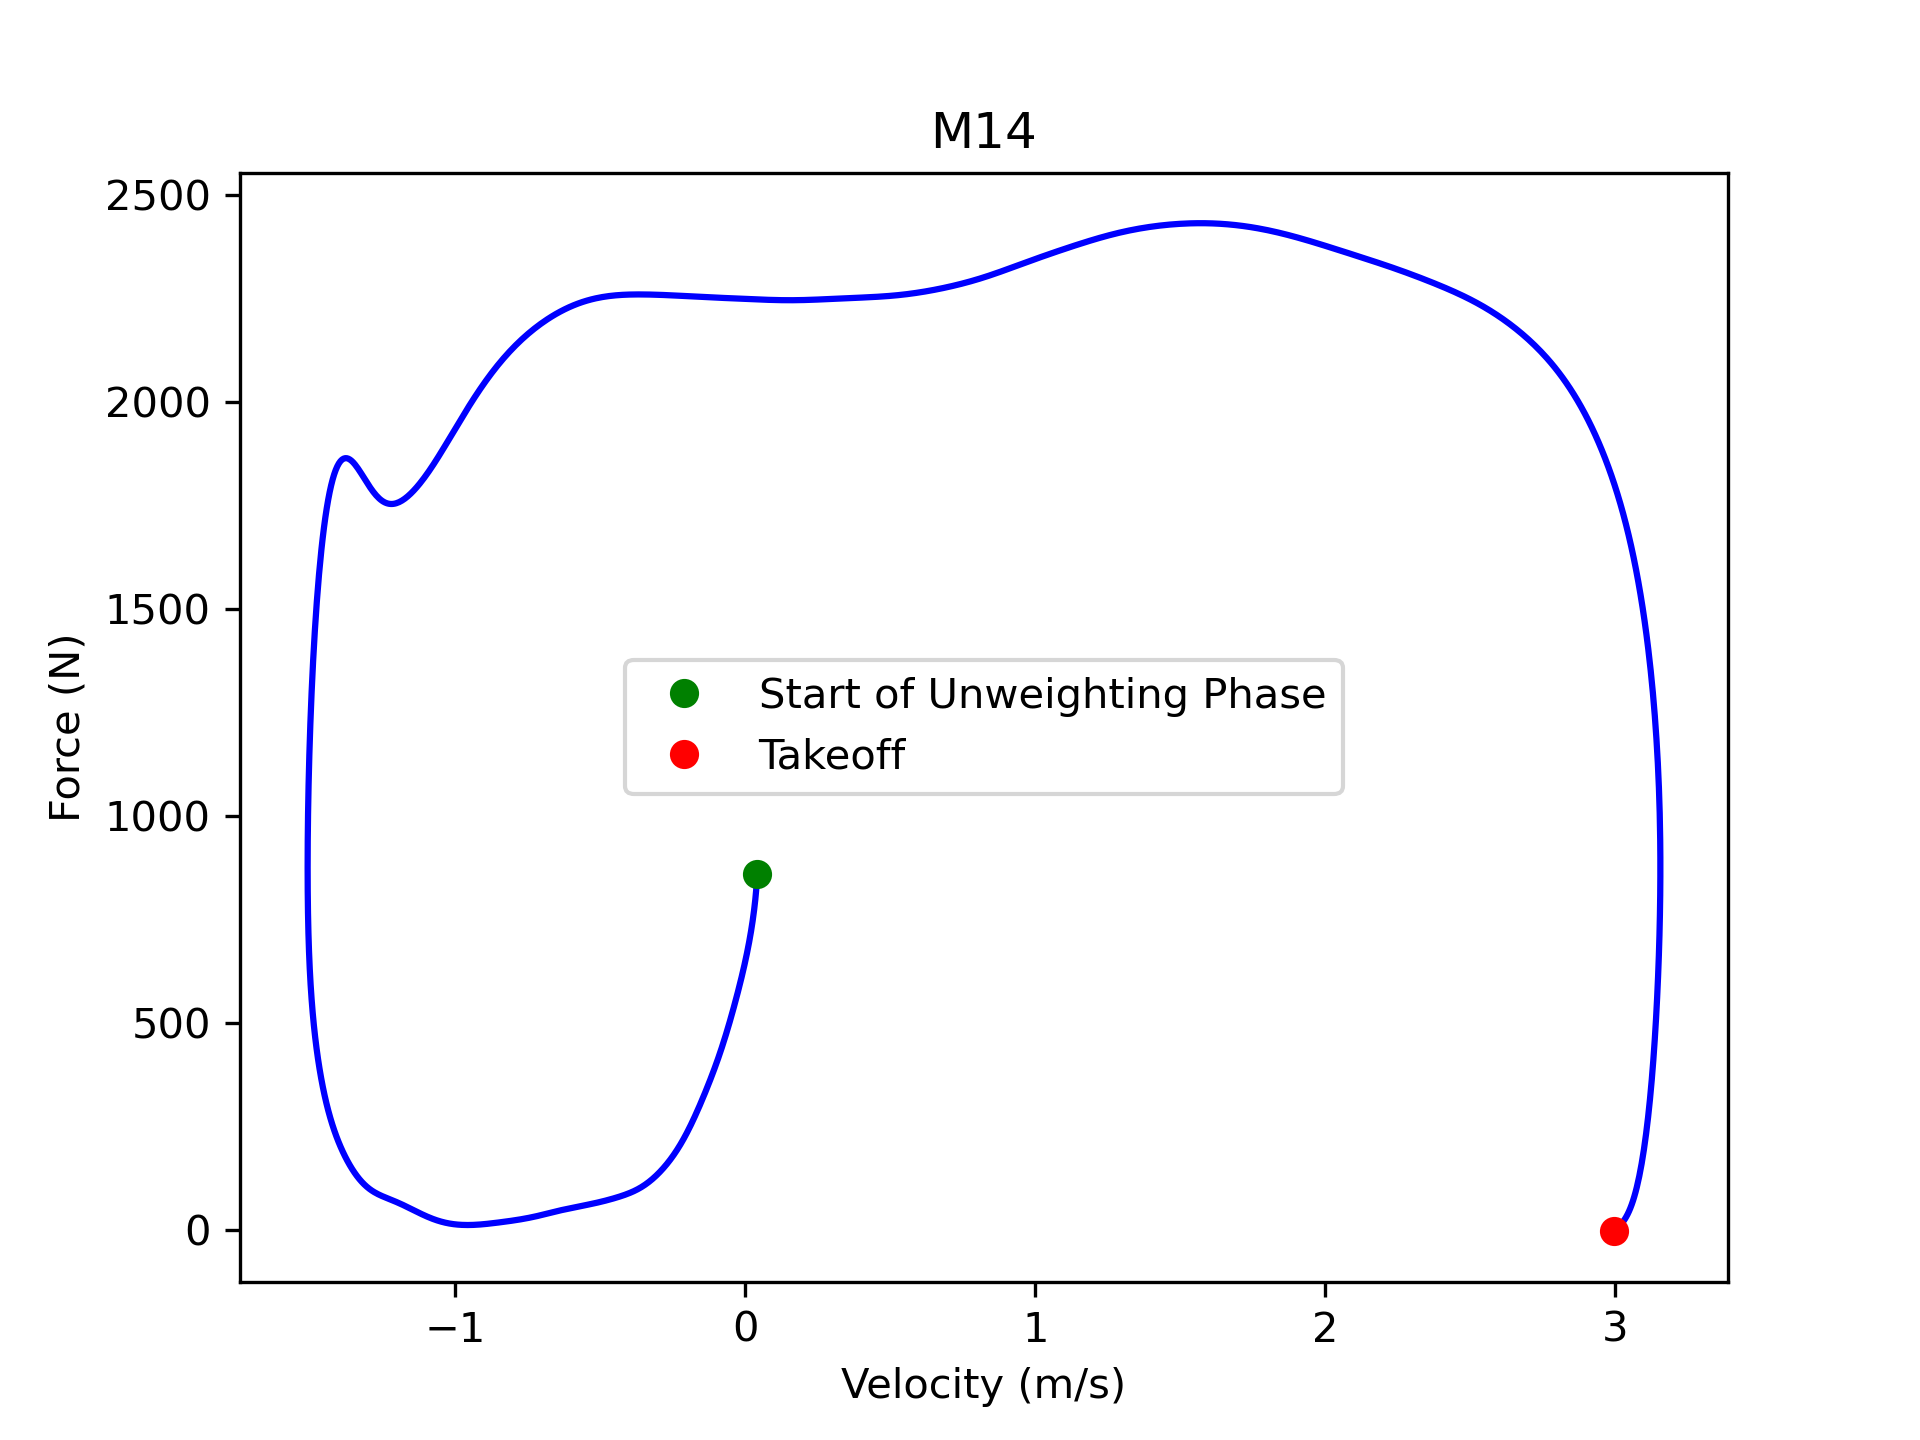 M14
2500
2000
1500
1000
500
0
Force (N)
Start of Unweighting Phase
Takeoff
−1 0 1 2 3
Velocity (m/s)